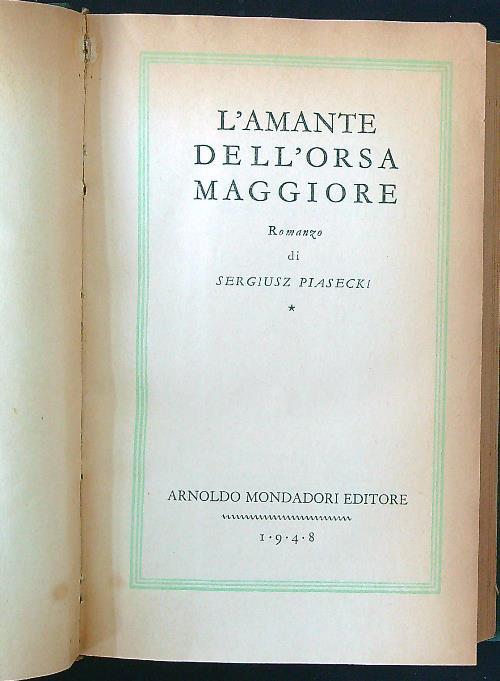 L'AMANTE
DELL'ORSA
MAGGIORE
Romanzo
di
SERGIUSZ PIASECKI
*
ARNOLDO MONDADORI EDITORE
1·9·4·8